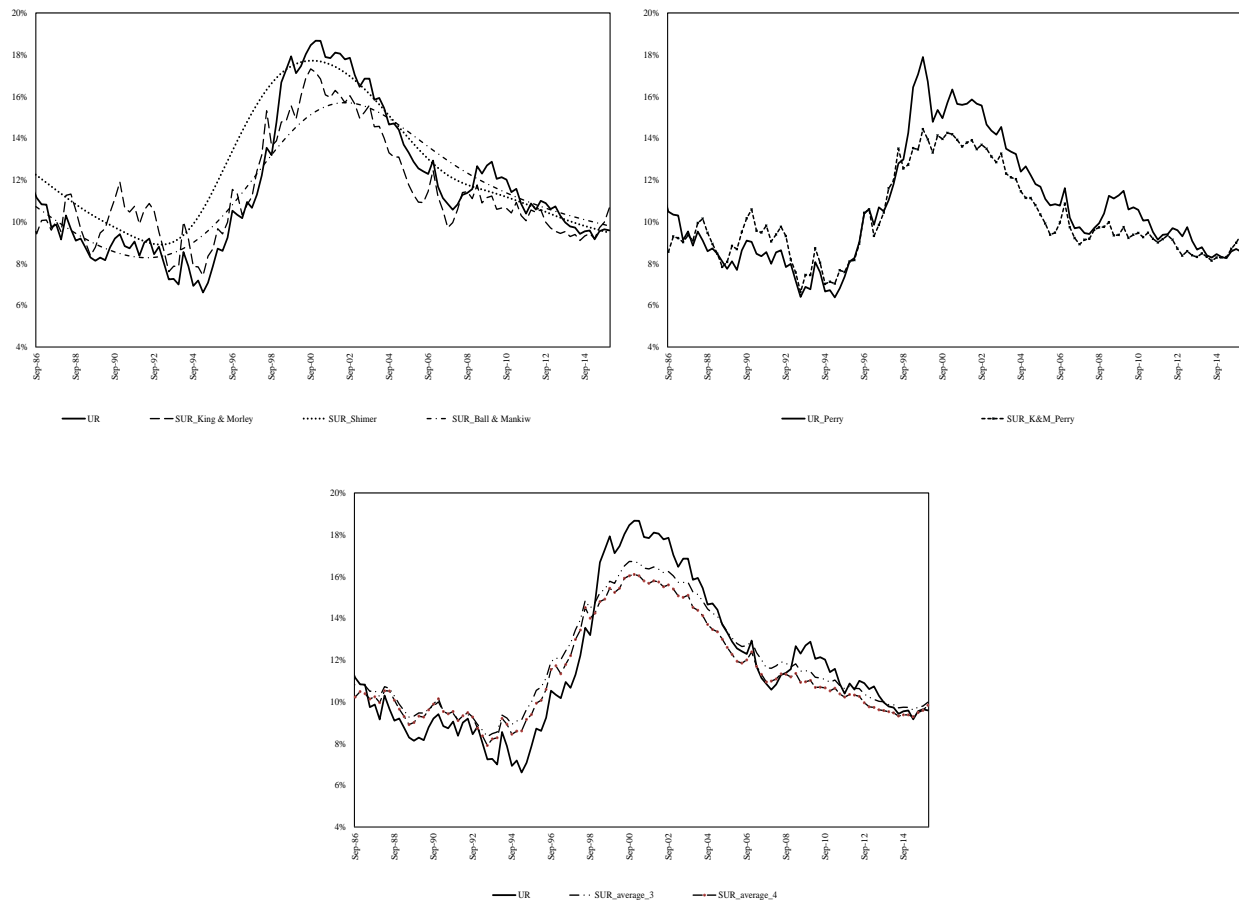 20%
18%
16%
14%
12%
10%
8%
6%
4%
Sep-86
Sep-88
Sep-90
Sep-92
Sep-94
Sep-96
Sep-98
Sep-00
Sep-02
Sep-04
Sep-06
Sep-08
Sep-10
Sep-12
Sep-14
UR SUR_King & Morley SUR_Shimer SUR_Ball & Mankiw
20%
18%
16%
14%
12%
10%
8%
6%
4%
Sep-86
Sep-88
Sep-90
Sep-92
Sep-94
Sep-96
Sep-98
Sep-00
Sep-02
Sep-04
Sep-06
Sep-08
Sep-10
Sep-12
Sep-14
UR_Perry SUR_K&M_Perry
20%
18%
16%
14%
12%
10%
8%
6%
4%
Sep-86
Sep-88
Sep-90
Sep-92
Sep-94
Sep-96
Sep-98
Sep-00
Sep-02
Sep-04
Sep-06
Sep-08
Sep-10
Sep-12
Sep-14
UR SUR_average_3 SUR_average_4